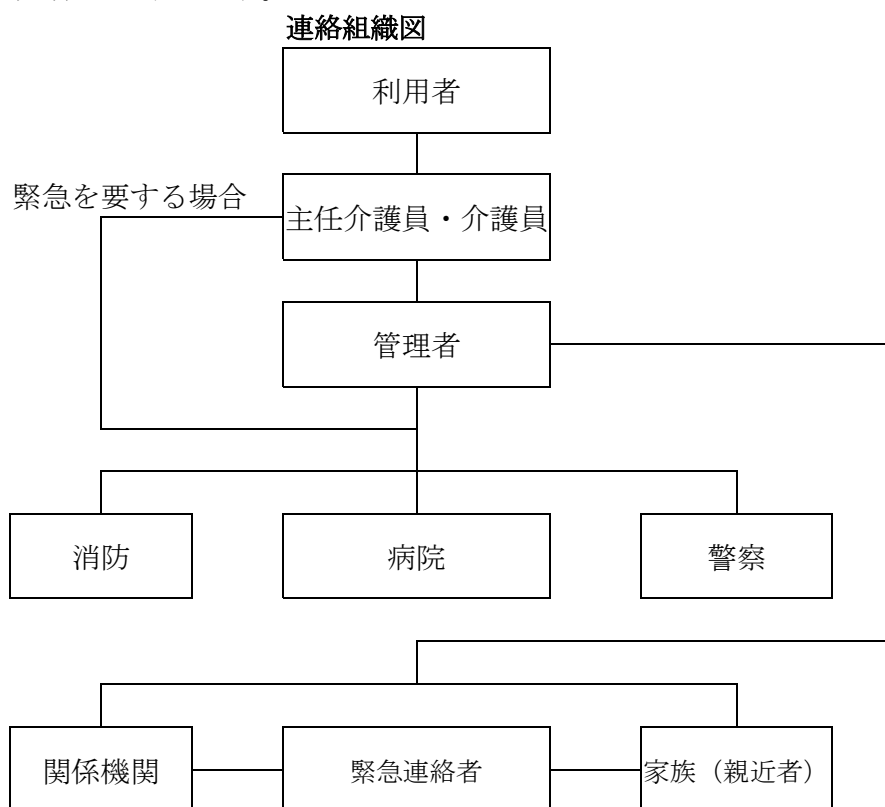 連絡組織図
利用者
緊急を要する場合
主任介護員・介護員
管理者
消防
病院
警察
関係機関
緊急連絡者
家族（親近者）